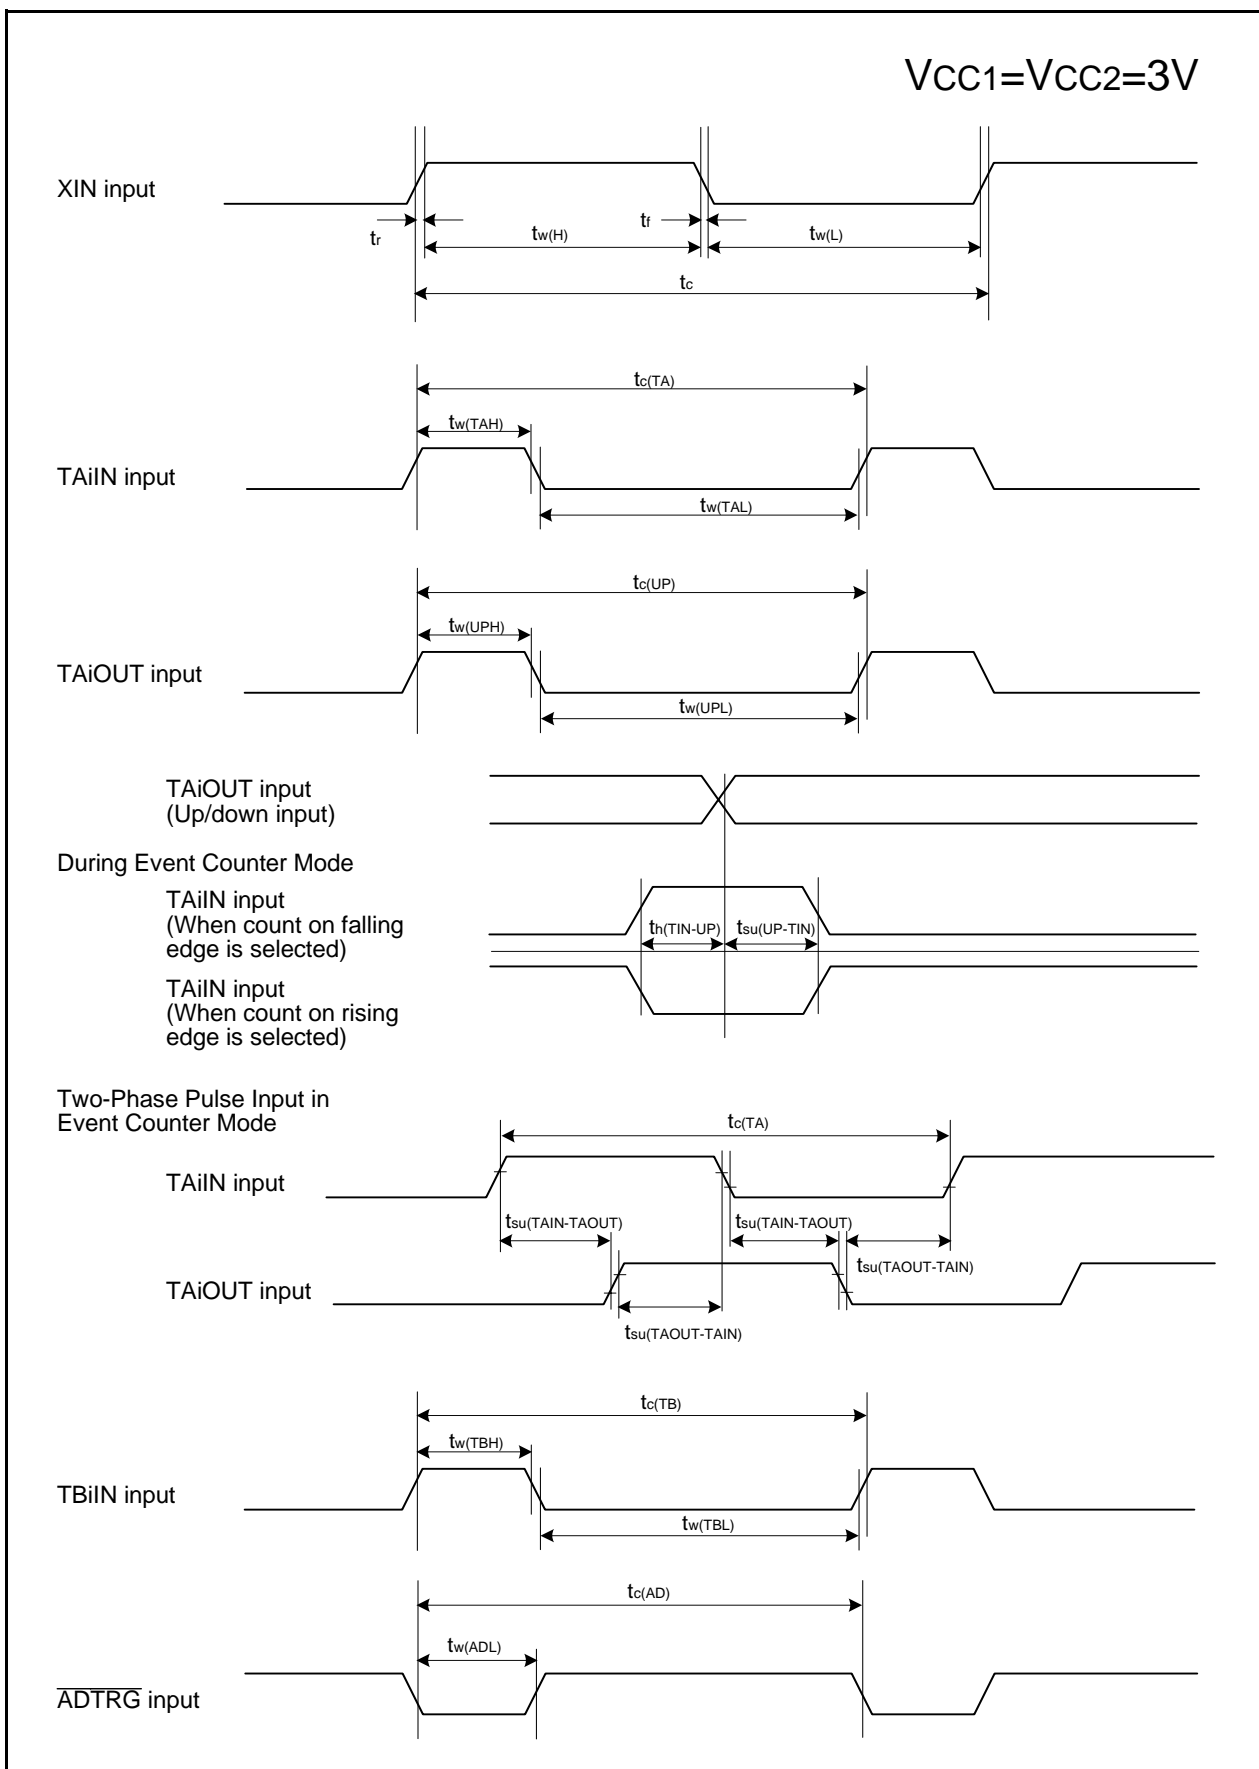 VCC1=VCC2=3V
XIN input
tr
tw(H)
tf
tw(L)
tc
tc(TA)
tw(TAH)
TAiIN input
tw(TAL)
tc(UP)
tw(UPH)
TAiOUT input
tw(UPL)
TAiOUT input
(Up/down input)
During Event Counter Mode
TAiIN input
(When count on falling
edge is selected)
th(TIN-UP)
tsu(UP-TIN)
TAiIN input
(When count on rising
edge is selected)
Two-Phase Pulse Input in
Event Counter Mode
tc(TA)
TAiIN input
tsu(TAIN-TAOUT)
tsu(TAIN-TAOUT)
tsu(TAOUT-TAIN)
TAiOUT input
tsu(TAOUT-TAIN)
tc(TB)
tw(TBH)
TBiIN input
tw(TBL)
tc(AD)
tw(ADL)
ADTRG input